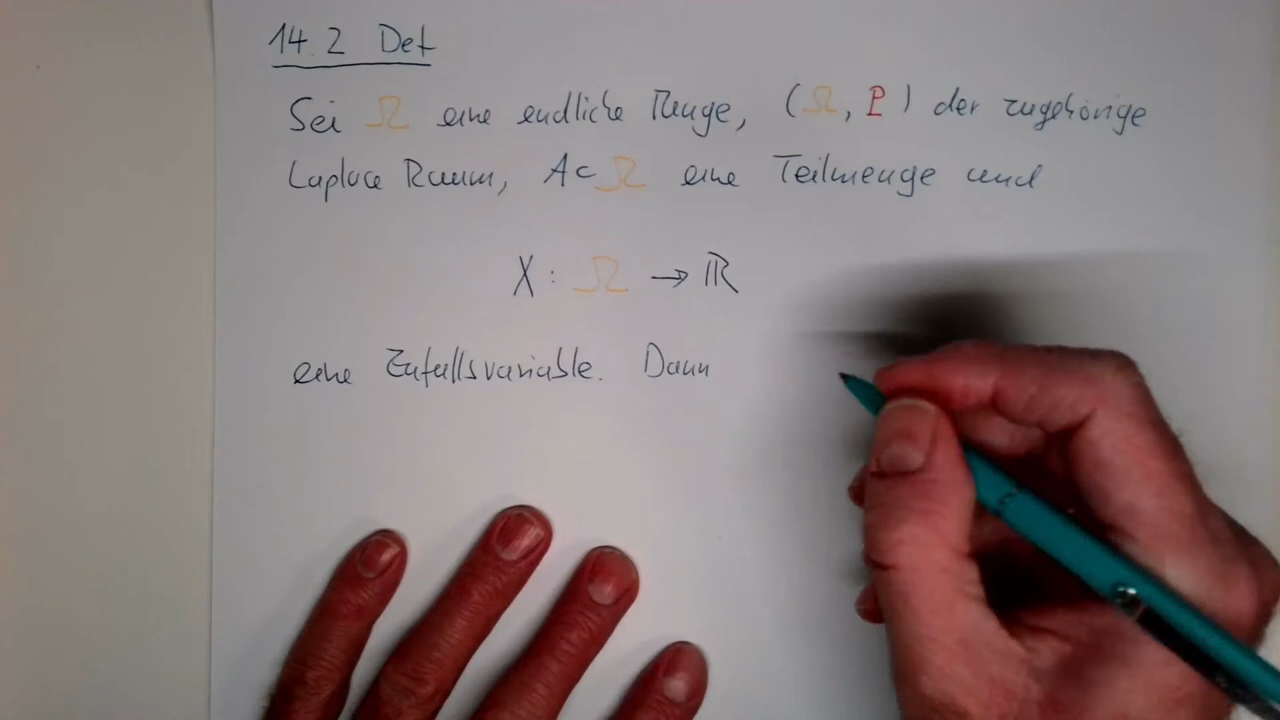 14.2 Def
Sei Ω eine endliche Menge, (Ω, P) der zugehörige
Laplace Raum, A ⊂ Ω eine Teilmenge und
X : Ω → ℝ
eine Zufallsvariable. Dann